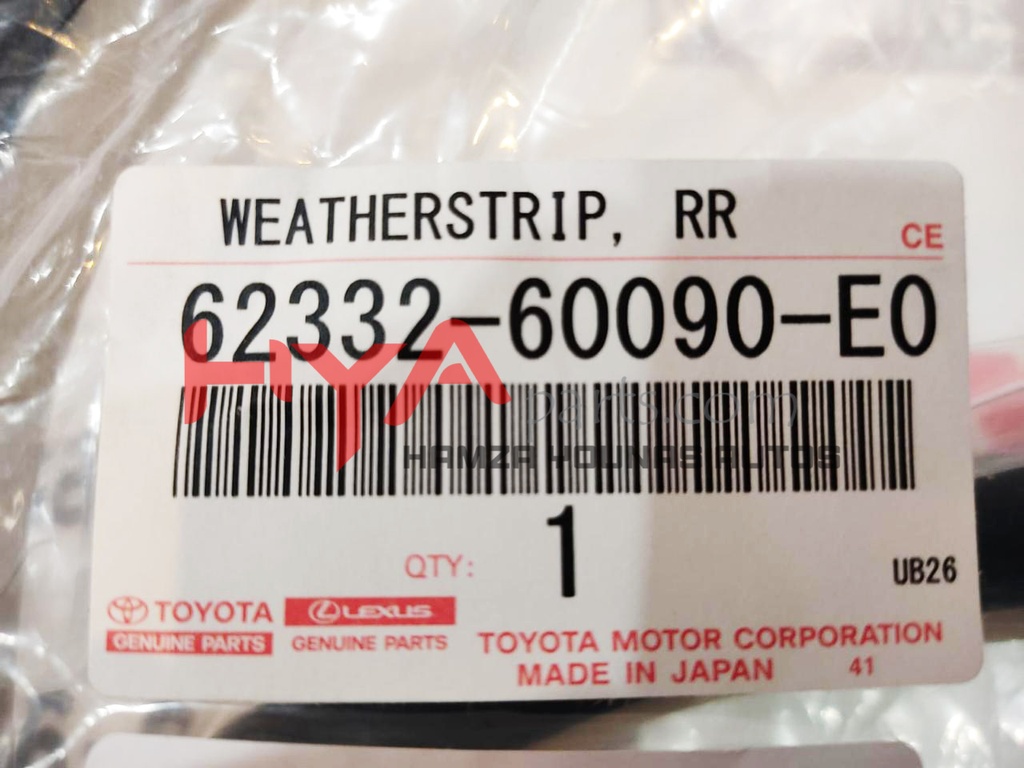 WEATHERSTRIP, RR
CE
62332-60090-E0
HYA
parts.com
HAMZA YOUNAS AUTOS
QTY: 1
UB26
TOYOTA LEXUS
GENUINE PARTS GENUINE PARTS
TOYOTA MOTOR CORPORATION
MADE IN JAPAN 41